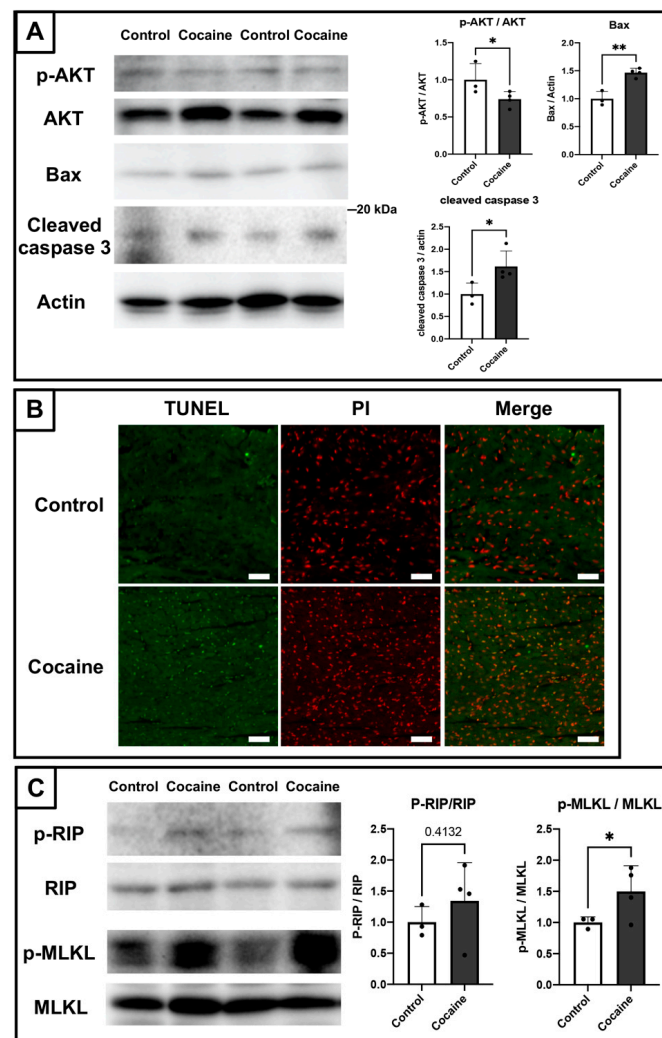 A
Control Cocaine Control Cocaine
p-AKT
AKT
Bax
Cleaved
caspase 3
Actin
20 kDa
p-AKT / AKT
p-AKT / AKT
1.5
1.0
0.5
0.0
*
Control
Cocaine
Bax
Bax / Actin
2.0
1.5
1.0
0.5
0.0
**
Control
Cocaine
cleaved caspase 3
cleaved caspase 3 / actin
2.5
2.0
1.5
1.0
0.5
0.0
*
Control
Cocaine
B
TUNEL PI Merge
Control
Cocaine
C
Control Cocaine Control Cocaine
p-RIP
RIP
p-MLKL
MLKL
P-RIP/RIP
P-RIP / RIP
2.5
2.0
1.5
1.0
0.5
0.0
0.4132
Control
Cocaine
p-MLKL / MLKL
p-MLKL / MLKL
2.5
2.0
1.5
1.0
0.5
0.0
*
Control
Cocaine